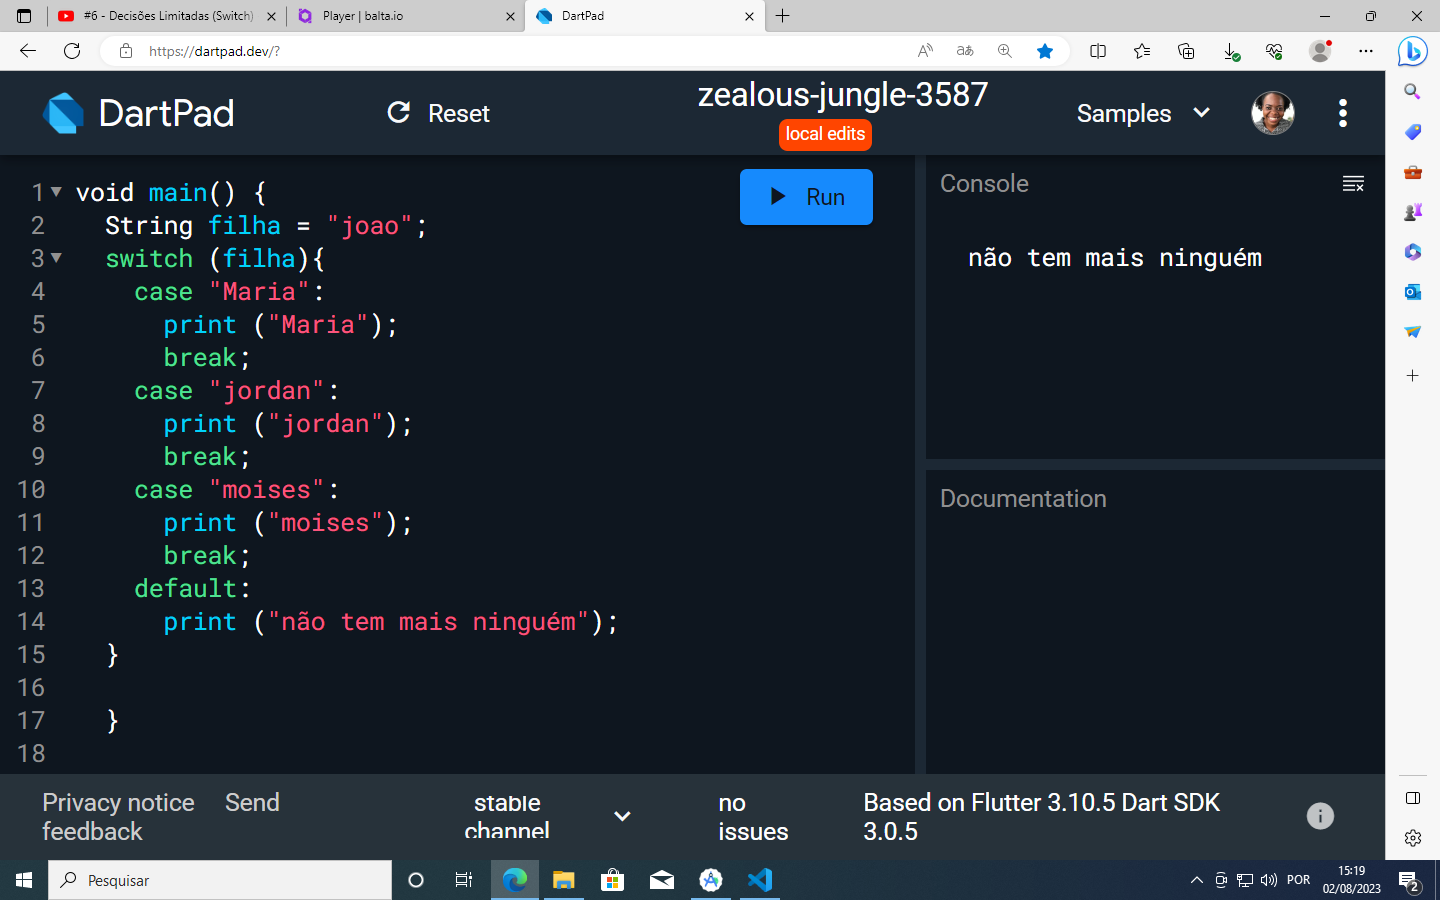 #6 - Decisões Limitadas (Switch)
Player | balta.io
DartPad
https://dartpad.dev/?
DartPad
Reset
zealous-jungle-3587
local edits
Samples
Run
1 void main() {
2 String filha = "joao";
3 switch (filha){
4 case "Maria":
5 print ("Maria");
6 break;
7 case "jordan":
8 print ("jordan");
9 break;
10 case "moises":
11 print ("moises");
12 break;
13 default:
14 print ("não tem mais ninguém");
15 }
16
17 }
18
Console
não tem mais ninguém
Documentation
Privacy notice Send
feedback
stable
channel
no
issues
Based on Flutter 3.10.5 Dart SDK
3.0.5
Pesquisar
POR
15:19
02/08/2023
2